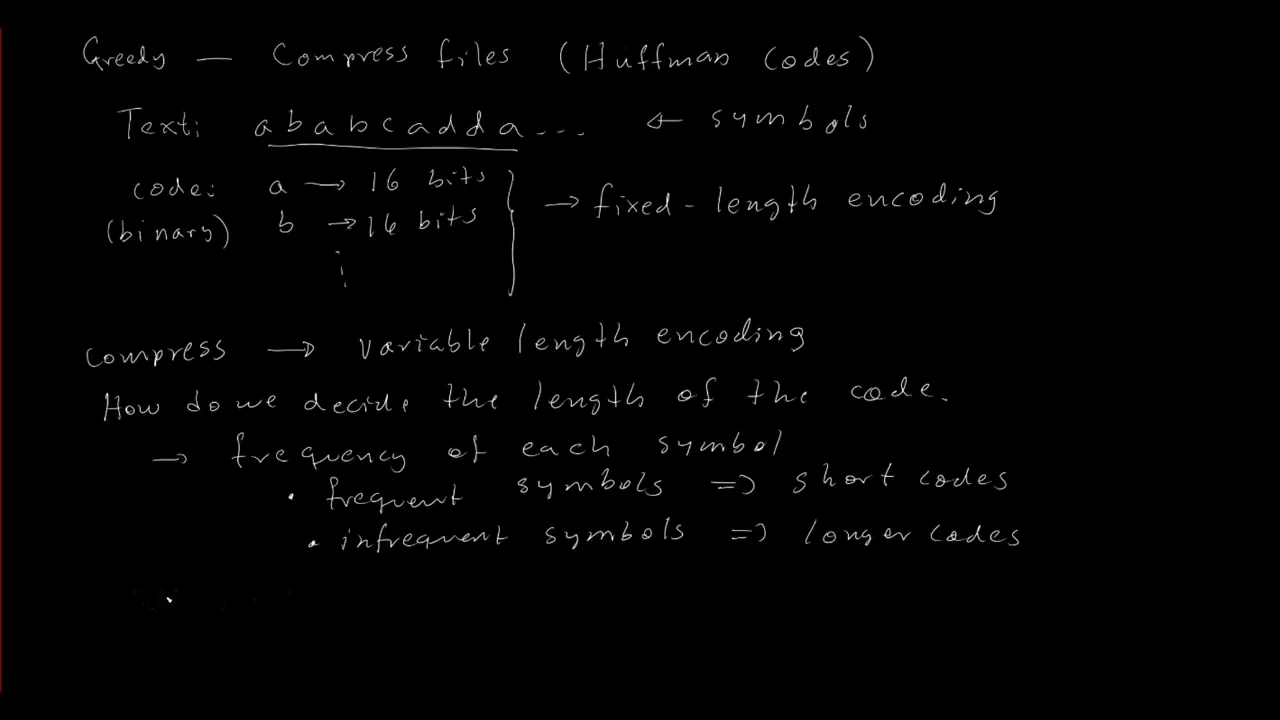 Greedy — Compress files (Huffman Codes)
Text: a b a b c a d d a ... ← symbols
code: a → 16 bits
(binary) b → 16 bits
→ fixed-length encoding
compress → variable length encoding
How do we decide the length of the code.
→ frequency of each symbol
• frequent symbols => short codes
• infrequent symbols => longer codes